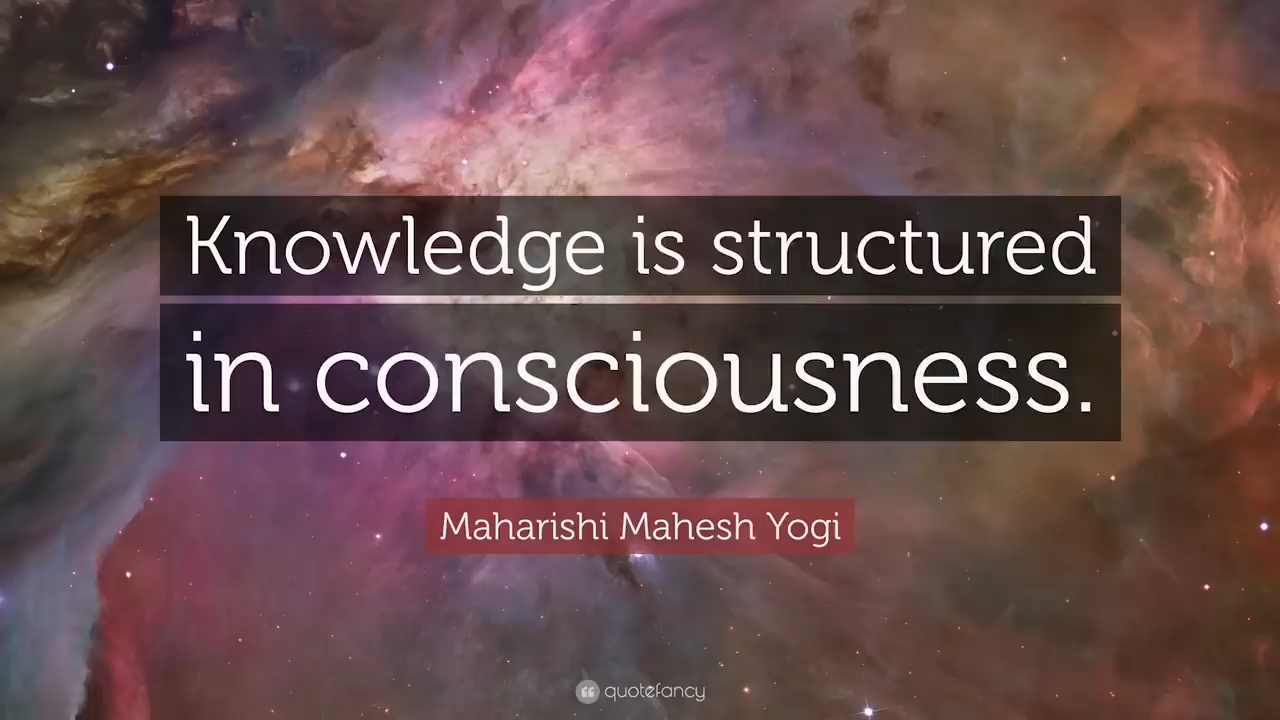 Knowledge is structured
in consciousness.
Maharishi Mahesh Yogi
quotefancy